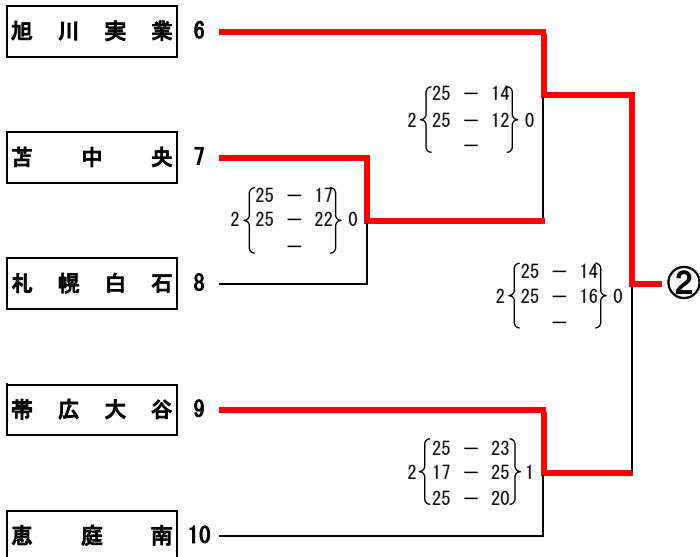 旭川実業 6
25 － 14
2 25 － 12 0
－
苫中央 7
25 － 17
2 25 － 22 0
－
札幌白石 8
25 － 14
2 25 － 16 0
－
②
帯広大谷 9
25 － 23
2 17 － 25 1
25 － 20
恵庭南 10